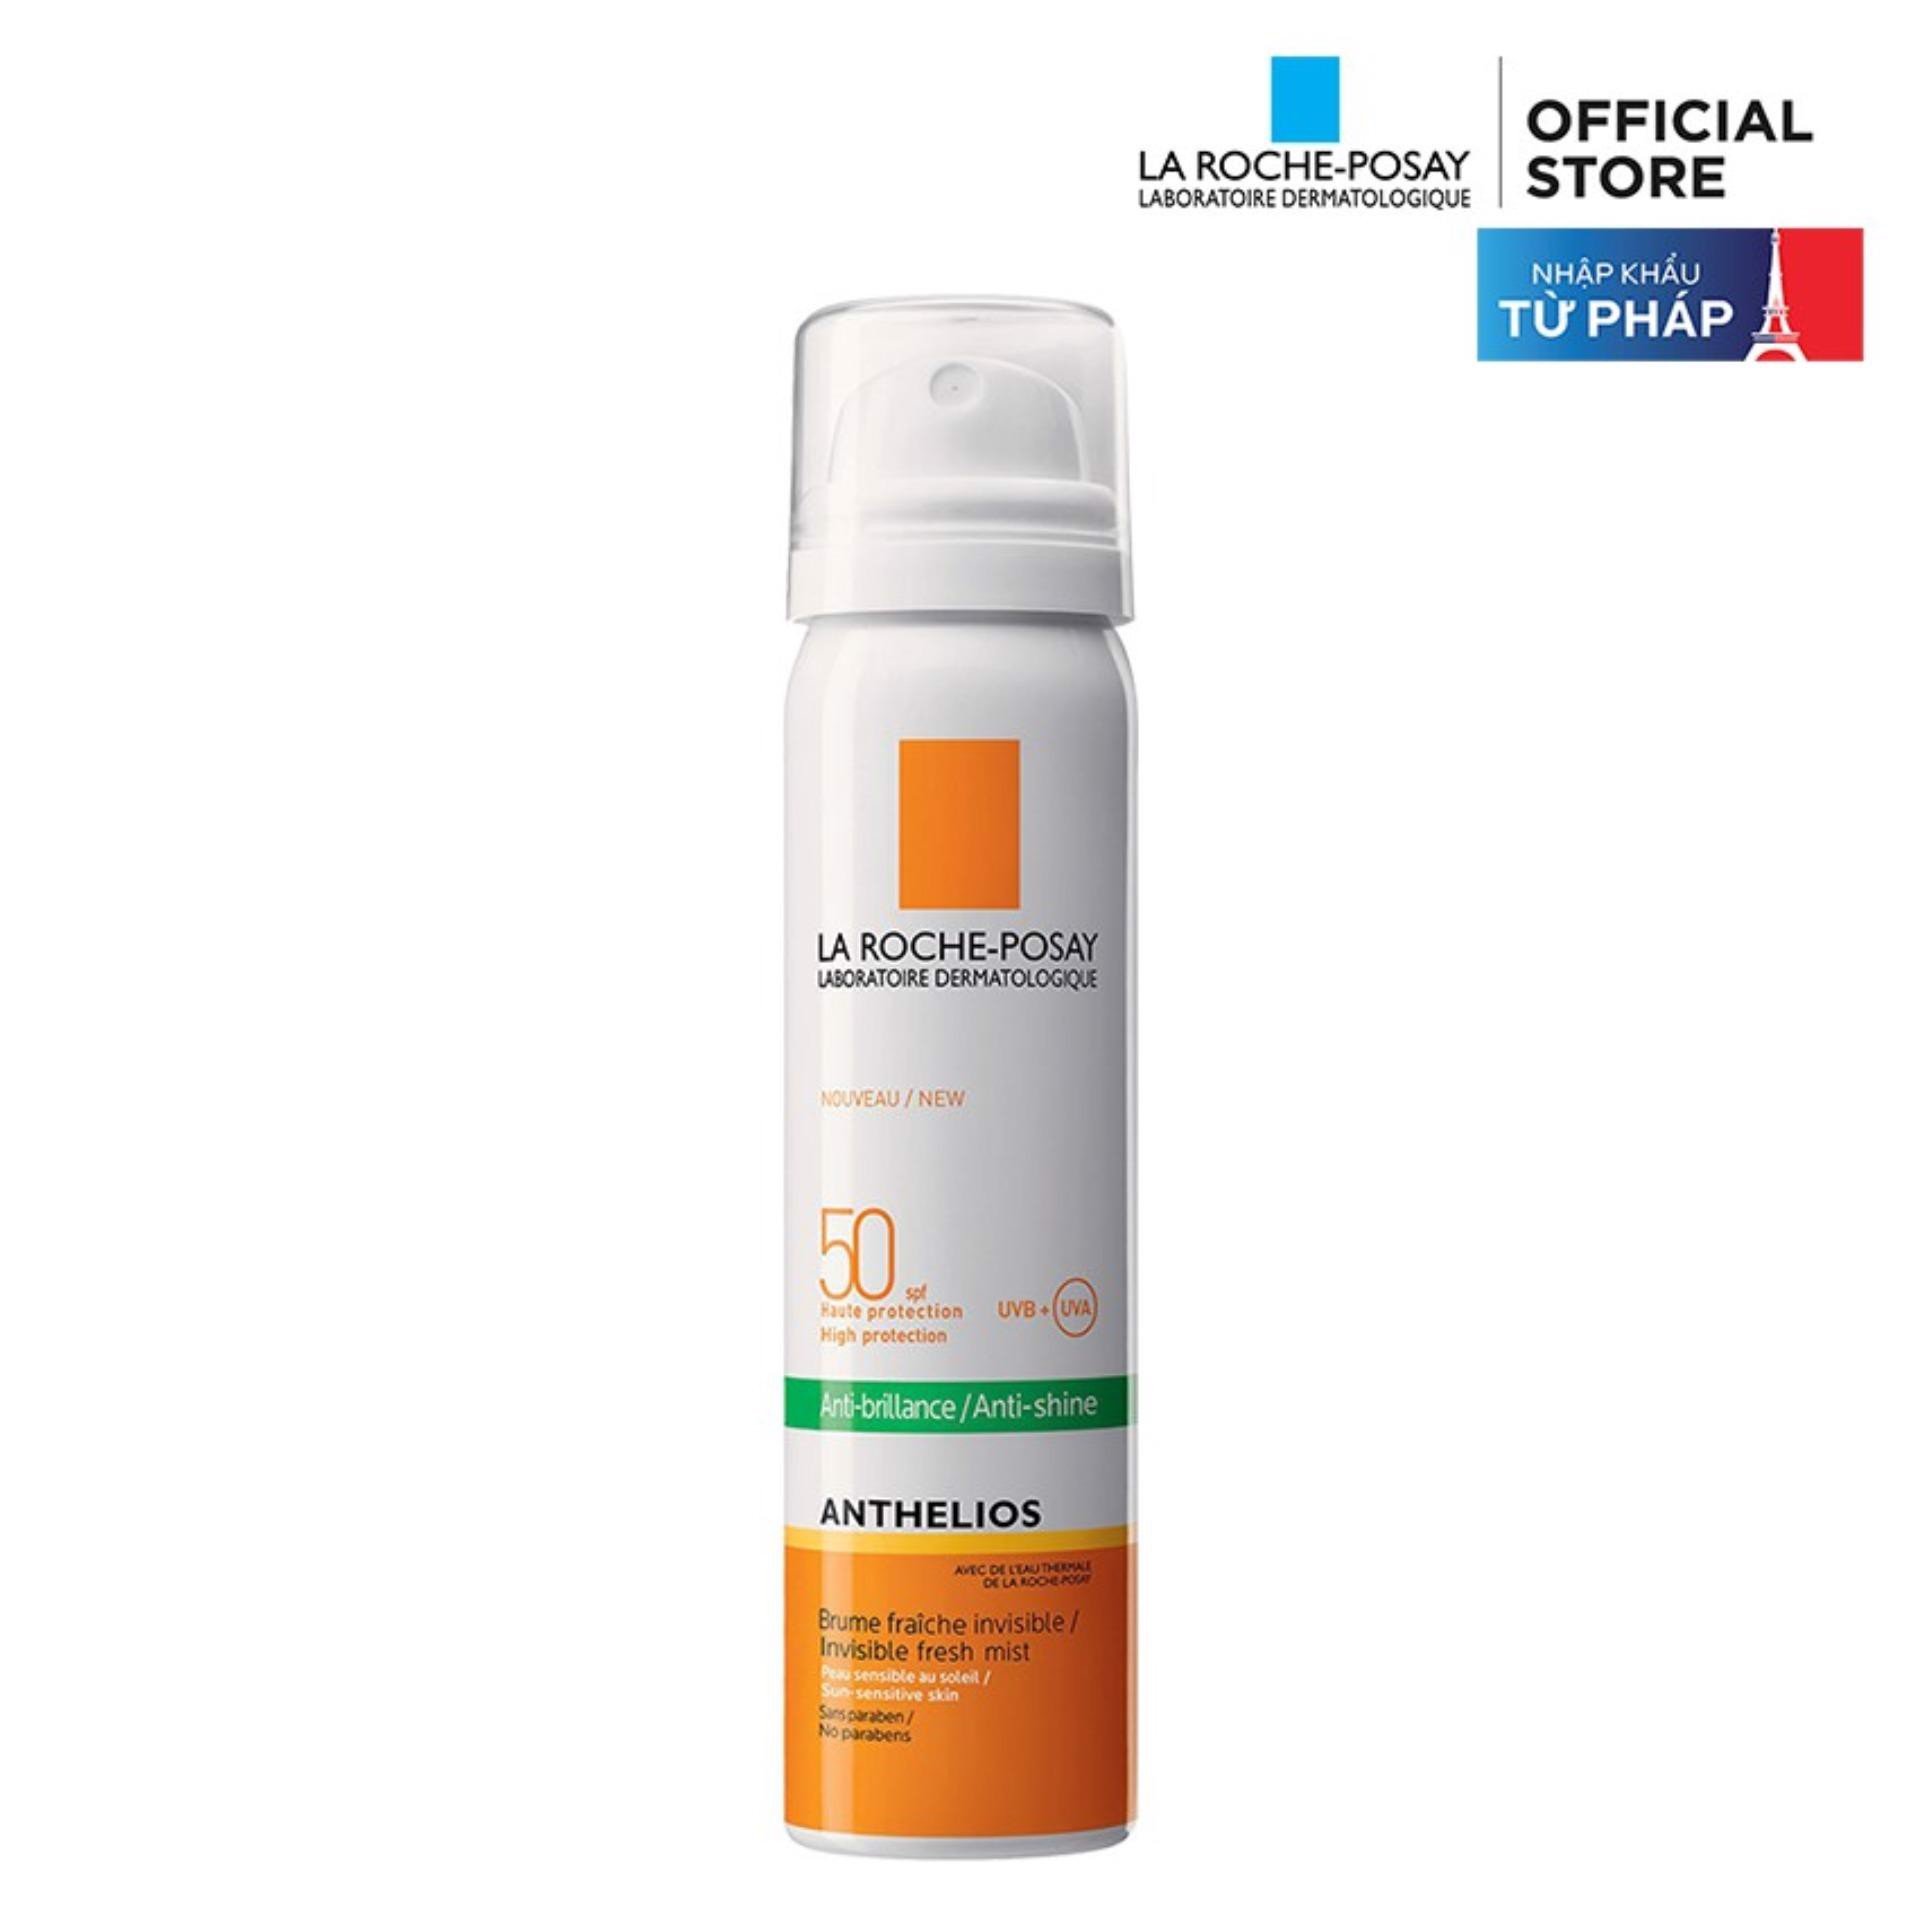 LA ROCHE-POSAY
LABORATOIRE DERMATOLOGIQUE
OFFICIAL
STORE
NHẬP KHẨU
TỪ PHÁP
LA ROCHE-POSAY
LABORATOIRE DERMATOLOGIQUE
NOUVEAU / NEW
50 spf
Haute protection
High protection
UVB + UVA
Anti-brillance / Anti-shine
ANTHELIOS
AVEC DE L'EAU THERMALE
DE LA ROCHE-POSAY
Brume fraîche invisible /
Invisible fresh mist
Peau sensible au soleil /
Sun-sensitive skin
Sans paraben /
No parabens